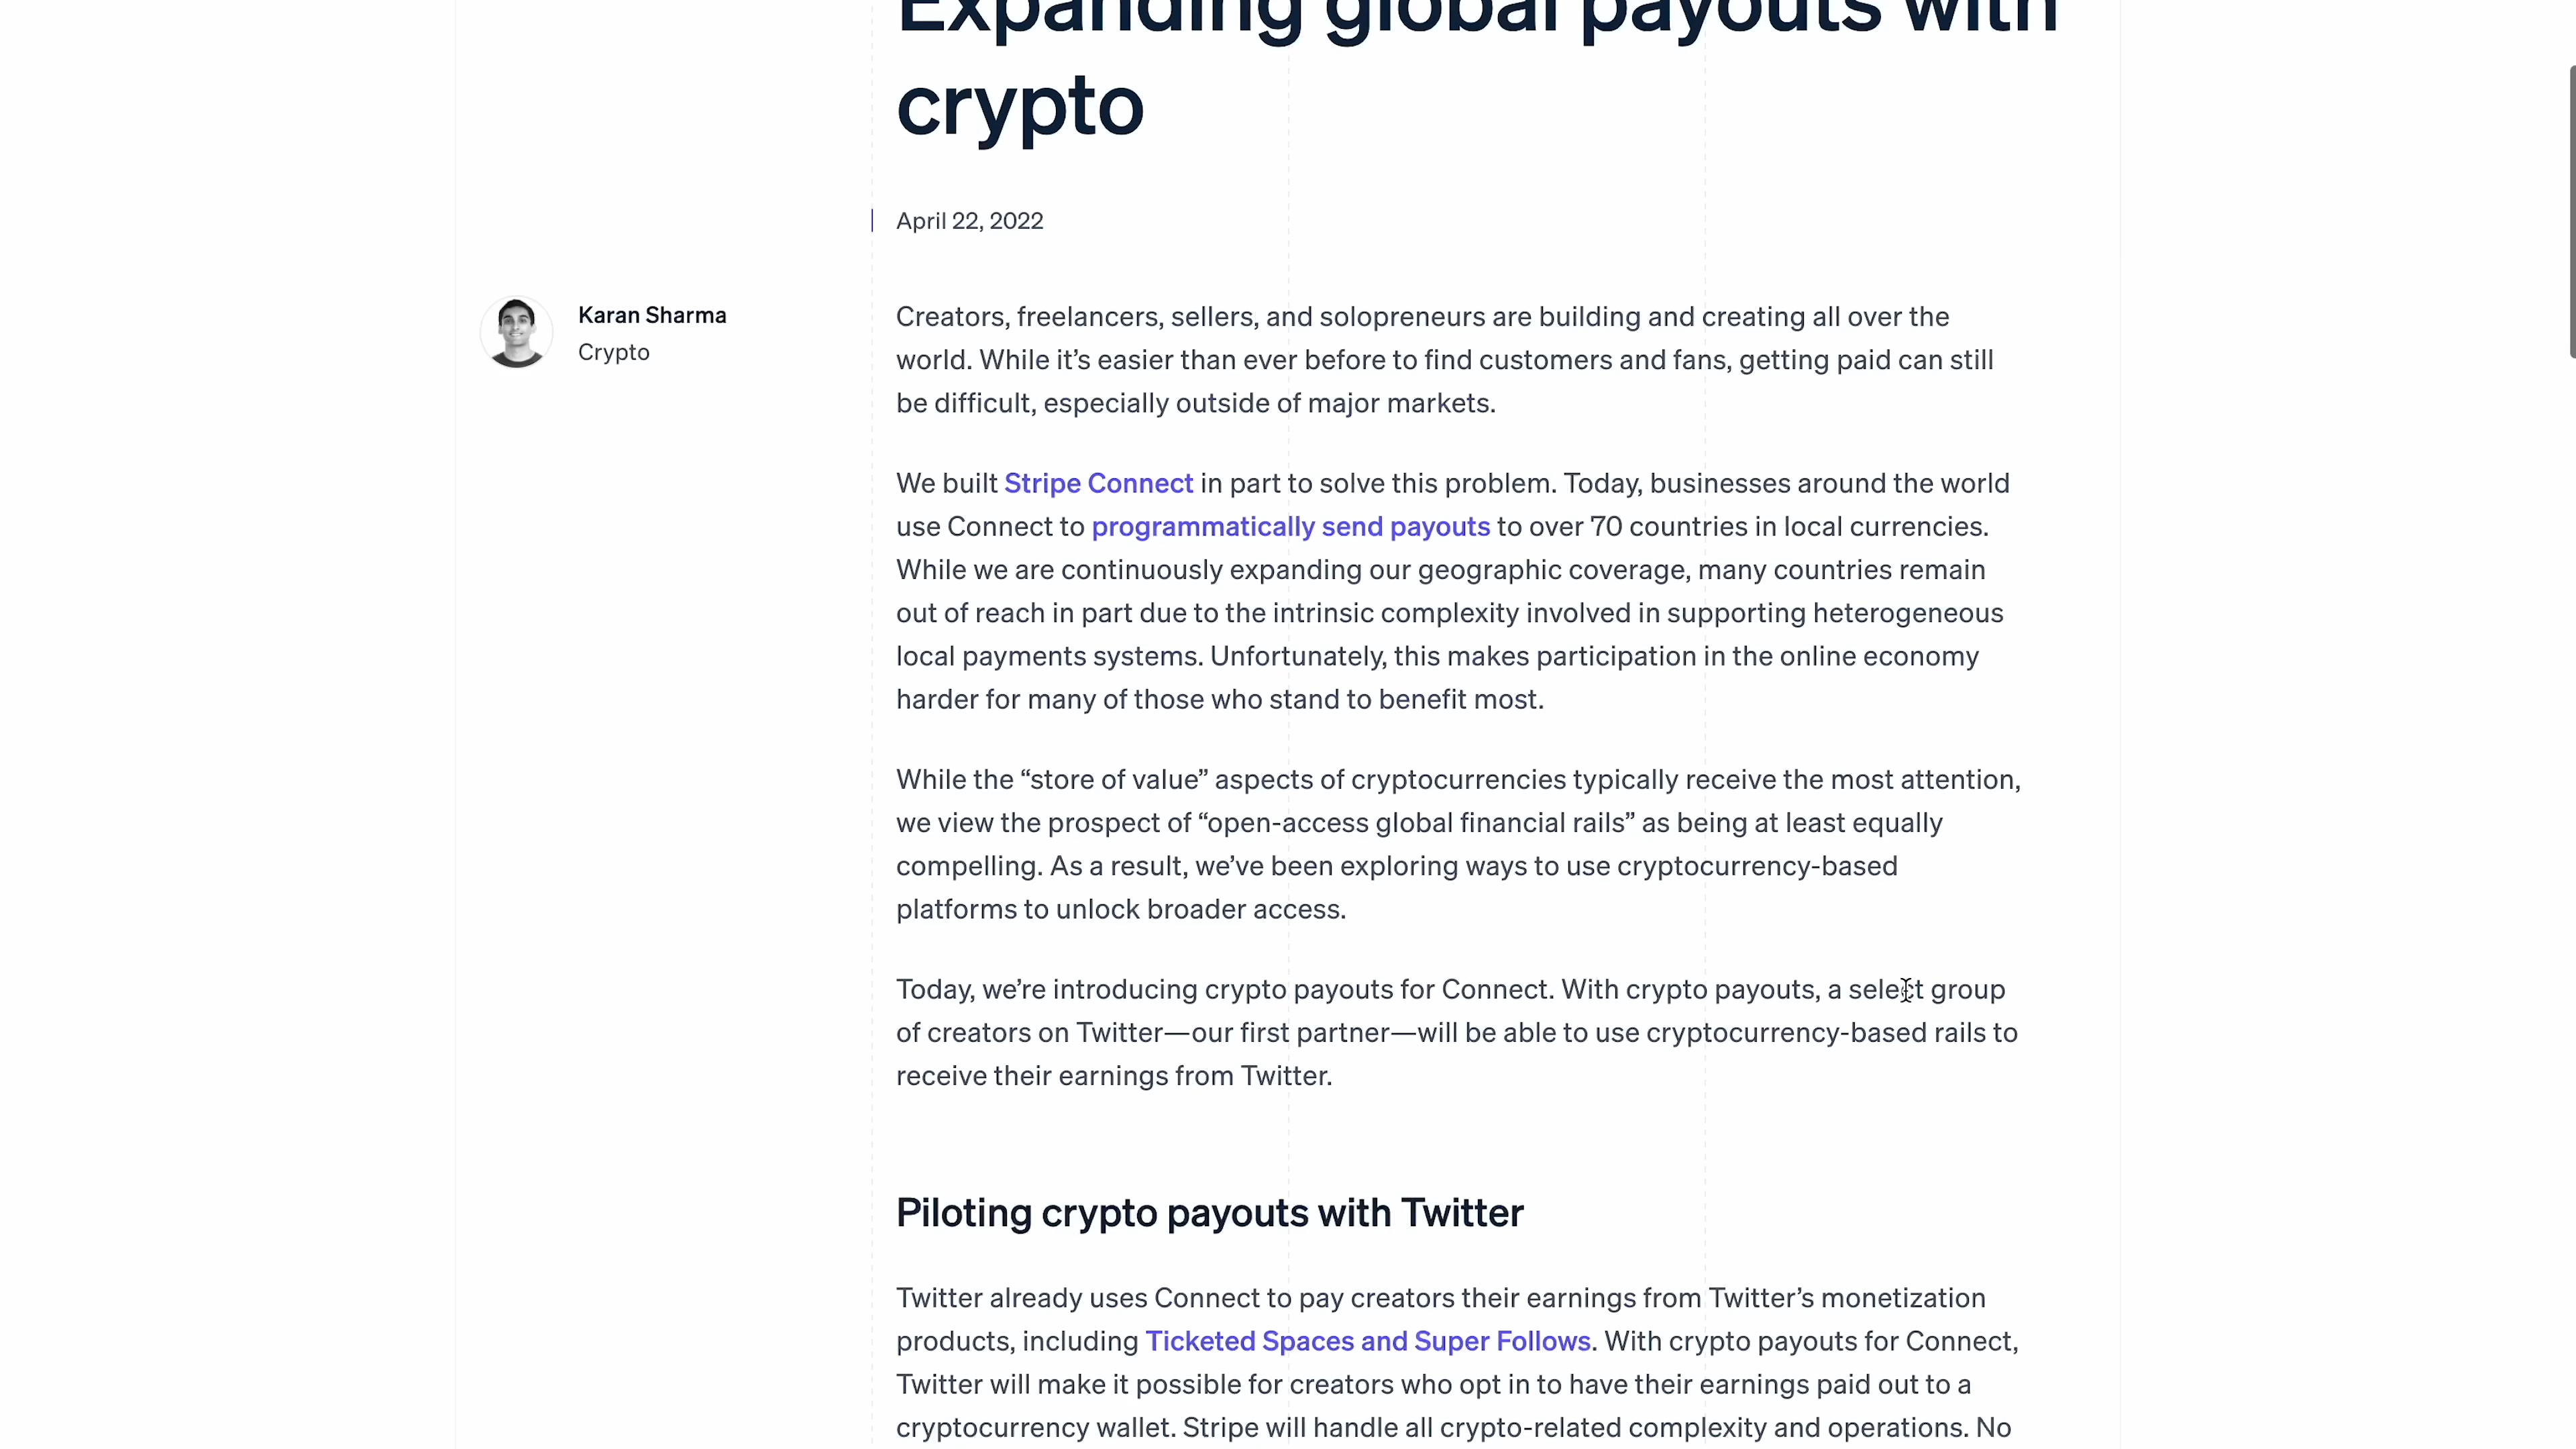 Expanding global payouts with
crypto
April 22, 2022
Karan Sharma
Crypto
Creators, freelancers, sellers, and solopreneurs are building and creating all over the
world. While it’s easier than ever before to find customers and fans, getting paid can still
be difficult, especially outside of major markets.
We built Stripe Connect in part to solve this problem. Today, businesses around the world
use Connect to programmatically send payouts to over 70 countries in local currencies.
While we are continuously expanding our geographic coverage, many countries remain
out of reach in part due to the intrinsic complexity involved in supporting heterogeneous
local payments systems. Unfortunately, this makes participation in the online economy
harder for many of those who stand to benefit most.
While the “store of value” aspects of cryptocurrencies typically receive the most attention,
we view the prospect of “open-access global financial rails” as being at least equally
compelling. As a result, we’ve been exploring ways to use cryptocurrency-based
platforms to unlock broader access.
Today, we’re introducing crypto payouts for Connect. With crypto payouts, a select group
of creators on Twitter—our first partner—will be able to use cryptocurrency-based rails to
receive their earnings from Twitter.
Piloting crypto payouts with Twitter
Twitter already uses Connect to pay creators their earnings from Twitter’s monetization
products, including Ticketed Spaces and Super Follows. With crypto payouts for Connect,
Twitter will make it possible for creators who opt in to have their earnings paid out to a
cryptocurrency wallet. Stripe will handle all crypto-related complexity and operations. No